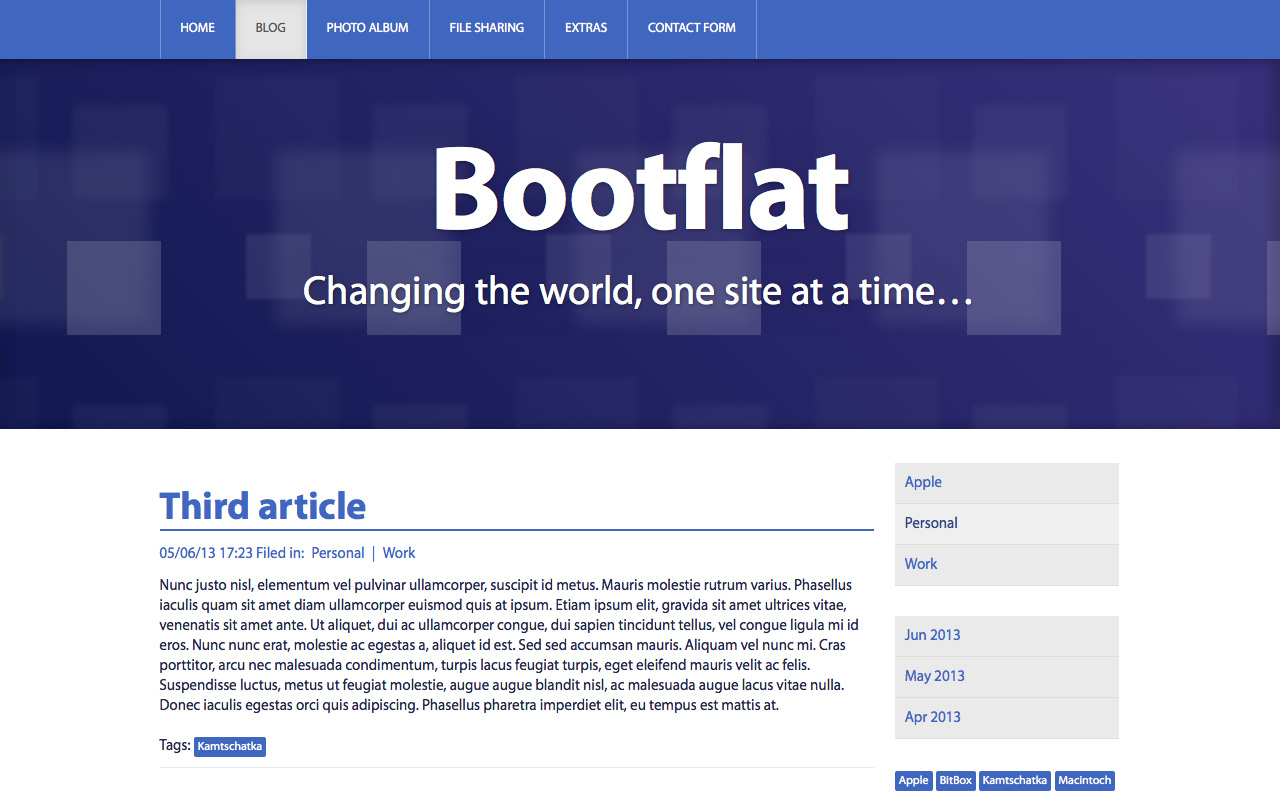 HOME BLOG PHOTO ALBUM FILE SHARING EXTRAS CONTACT FORM
Bootflat
Changing the world, one site at a time…
Third article
05/06/13 17:23 Filed in: Personal | Work
Nunc justo nisl, elementum vel pulvinar ullamcorper, suscipit id metus. Mauris molestie rutrum varius. Phasellus
iaculis quam sit amet diam ullamcorper euismod quis at ipsum. Etiam ipsum elit, gravida sit amet ultrices vitae,
venenatis sit amet ante. Ut aliquet, dui ac ullamcorper congue, dui sapien tincidunt tellus, vel congue ligula mi id
eros. Nunc nunc erat, molestie ac egestas a, aliquet id est. Sed sed accumsan mauris. Aliquam vel nunc mi. Cras
porttitor, arcu nec malesuada condimentum, turpis lacus feugiat turpis, eget eleifend mauris velit ac felis.
Suspendisse luctus, metus ut feugiat molestie, augue augue blandit nisl, ac malesuada augue lacus vitae nulla.
Donec iaculis egestas orci quis adipiscing. Phasellus pharetra imperdiet elit, eu tempus est mattis at.
Tags: Kamtschatka
Apple
Personal
Work
Jun 2013
May 2013
Apr 2013
Apple BitBox Kamtschatka Macintoch